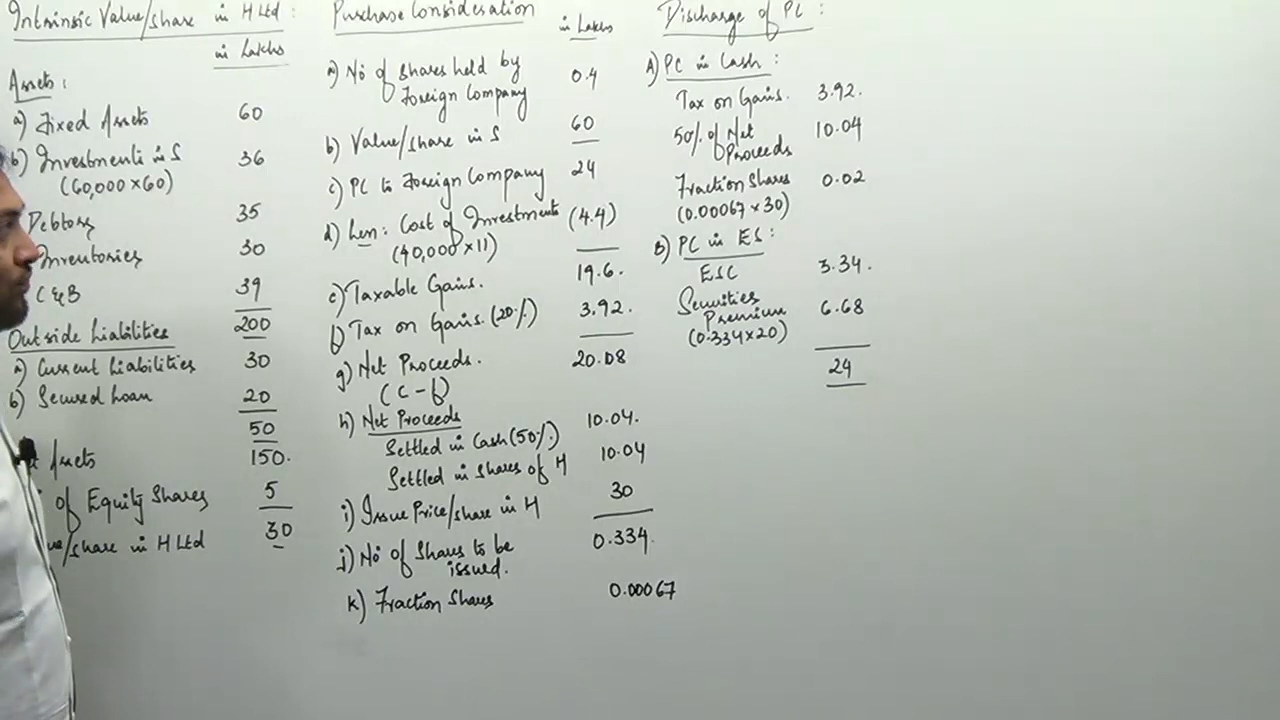 Intrinsic Value/share in H Ltd:
in Lakhs
Assets:
a) Fixed Assets 60
b) Investments in S 36
(60,000×60)
Debtors 35
Inventories 30
C&B 39
200
Outside Liabilities
a) Current Liabilities 30
b) Secured Loan 20
50
Assets 150.
of Equity Shares 5
/share in H Ltd 30
Purchase Consideration
in Lakhs
a) No of shares held by 0.4
Foreign Company
b) Value/share in S 60
c) PC to Foreign Company 24
d) Less: Cost of Investments (4.4)
(40,000×11)
e) Taxable Gains. 19.6.
f) Tax on Gains. (20%) 3.92.
g) Net Proceeds. 20.08
(c-f)
h) Net Proceeds
Settled in Cash (50%) 10.04.
Settled in shares of H 10.04
i) Issue Price/share in H 30
j) No of Shares to be 0.334.
issued.
k) Fraction Shares 0.00067
Discharge of PC:
A) PC in Cash:
Tax on Gains. 3.92.
50% of Net 10.04
Proceeds
Fraction Shares 0.02
(0.00067×30)
B) PC in ES:
ESC 3.34.
Securities
Premium 6.68
(0.334×20)
24